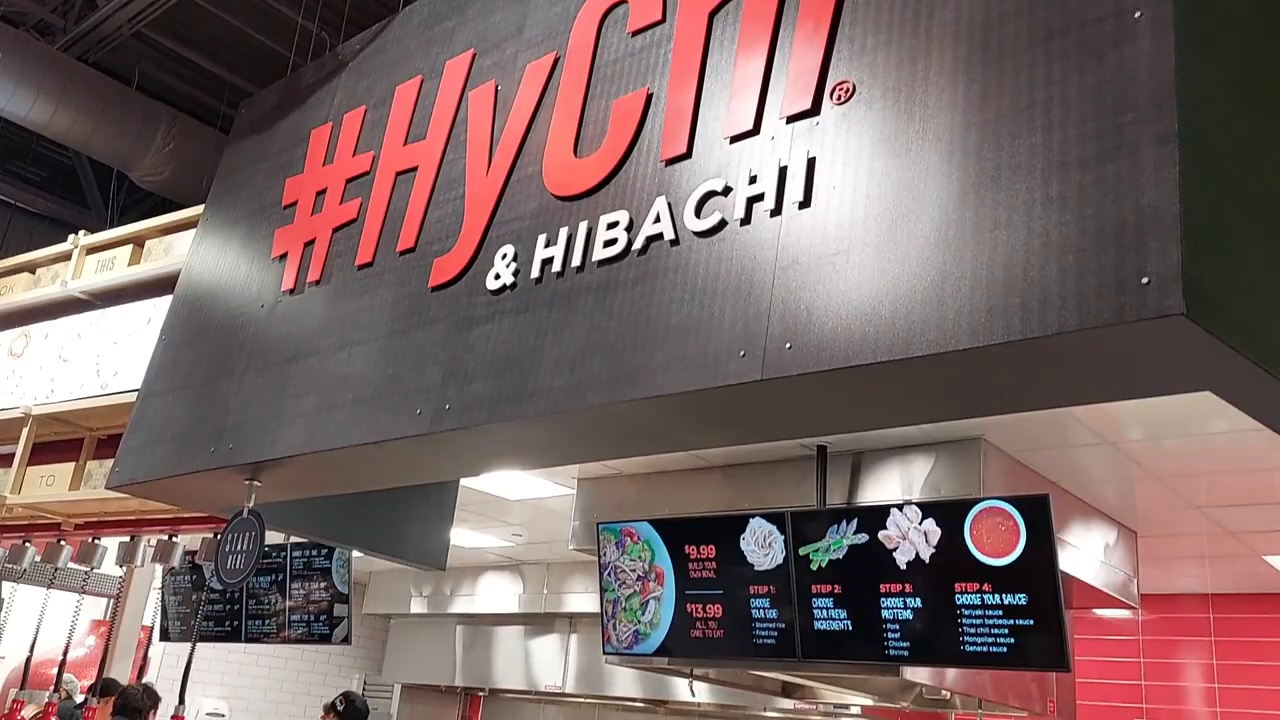 #HyChi®
& HIBACHI
THIS
TO
START
HERE!
$9.99
BUILD YOUR
OWN BOWL
$13.99
ALL YOU
CARE TO EAT
STEP 1:
CHOOSE
YOUR SIDE!
• Steamed rice
• Fried rice
• Lo mein
STEP 2:
CHOOSE
YOUR FRESH
INGREDIENTS
STEP 3:
CHOOSE YOUR
PROTEIN!
• Pork
• Beef
• Chicken
• Shrimp
STEP 4:
CHOOSE YOUR SAUCE!
• Teriyaki sauce
• Korean barbeque sauce
• Thai chili sauce
• Mongolian sauce
• General sauce